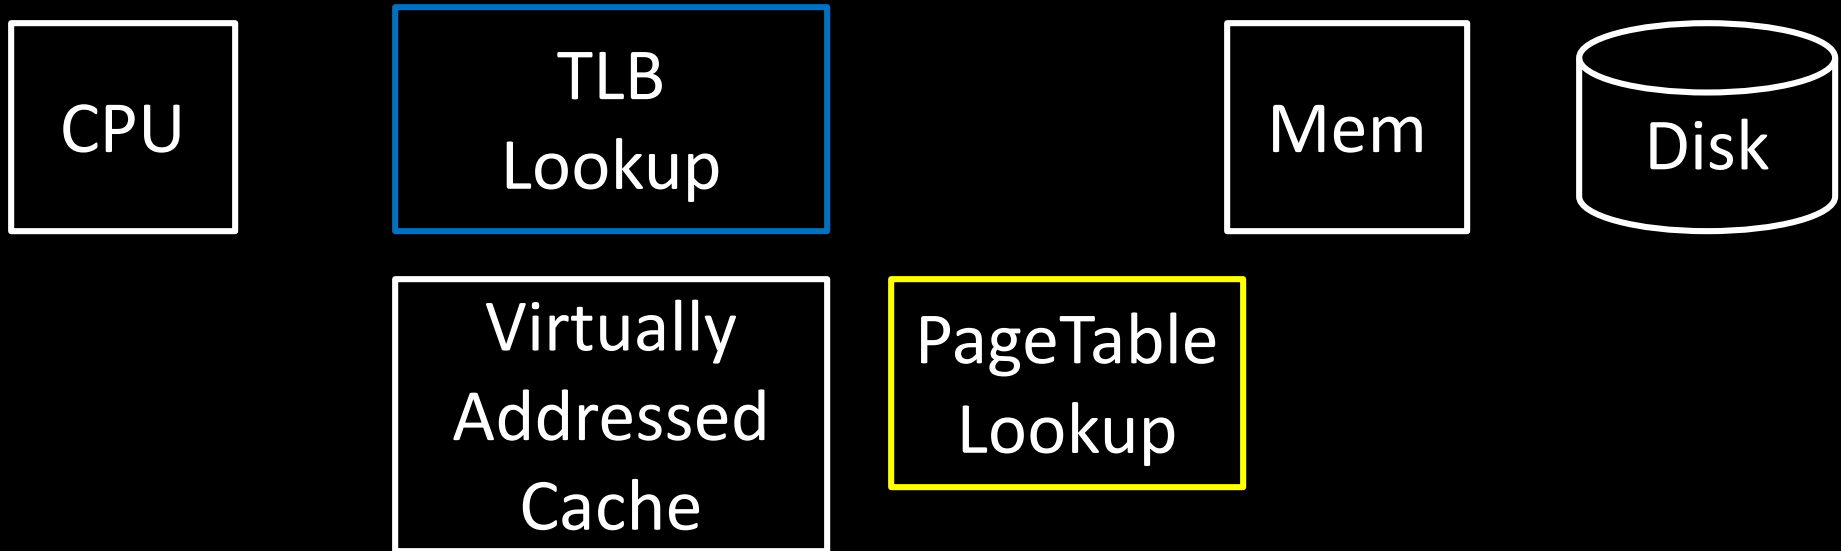 CPU
TLB
Lookup
Mem
Disk
Virtually
Addressed
Cache
PageTable
Lookup